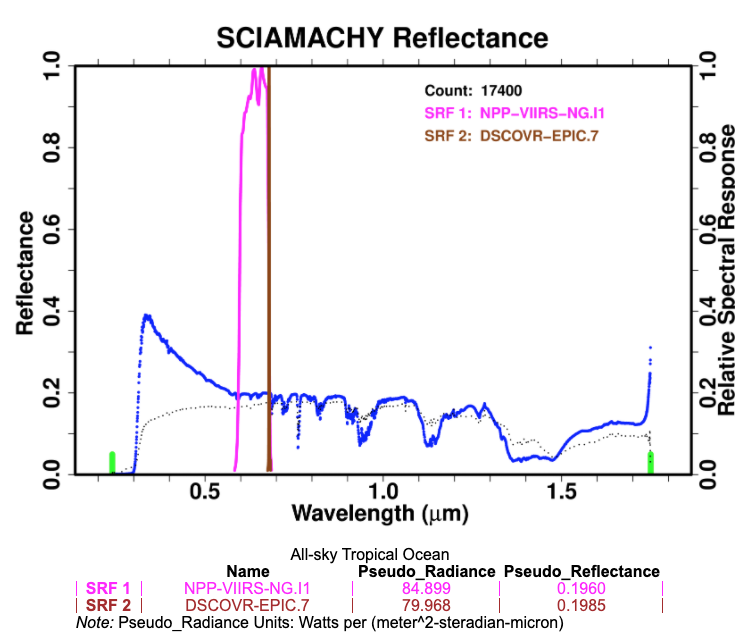 SCIAMACHY Reflectance
Count: 17400
SRF 1: NPP-VIIRS-NG.I1
SRF 2: DSCOVR-EPIC.7
1.0
0.8
0.6
0.4
0.2
0.0
Reflectance
1.0
0.8
0.6
0.4
0.2
0.0
Relative Spectral Response
0.5 1.0 1.5
Wavelength (μm)
All-sky Tropical Ocean
Name Pseudo_Radiance Pseudo_Reflectance
| SRF 1 | NPP-VIIRS-NG.I1 | 84.899 | 0.1960 |
| SRF 2 | DSCOVR-EPIC.7 | 79.968 | 0.1985 |
Note: Pseudo_Radiance Units: Watts per (meter^2-steradian-micron)